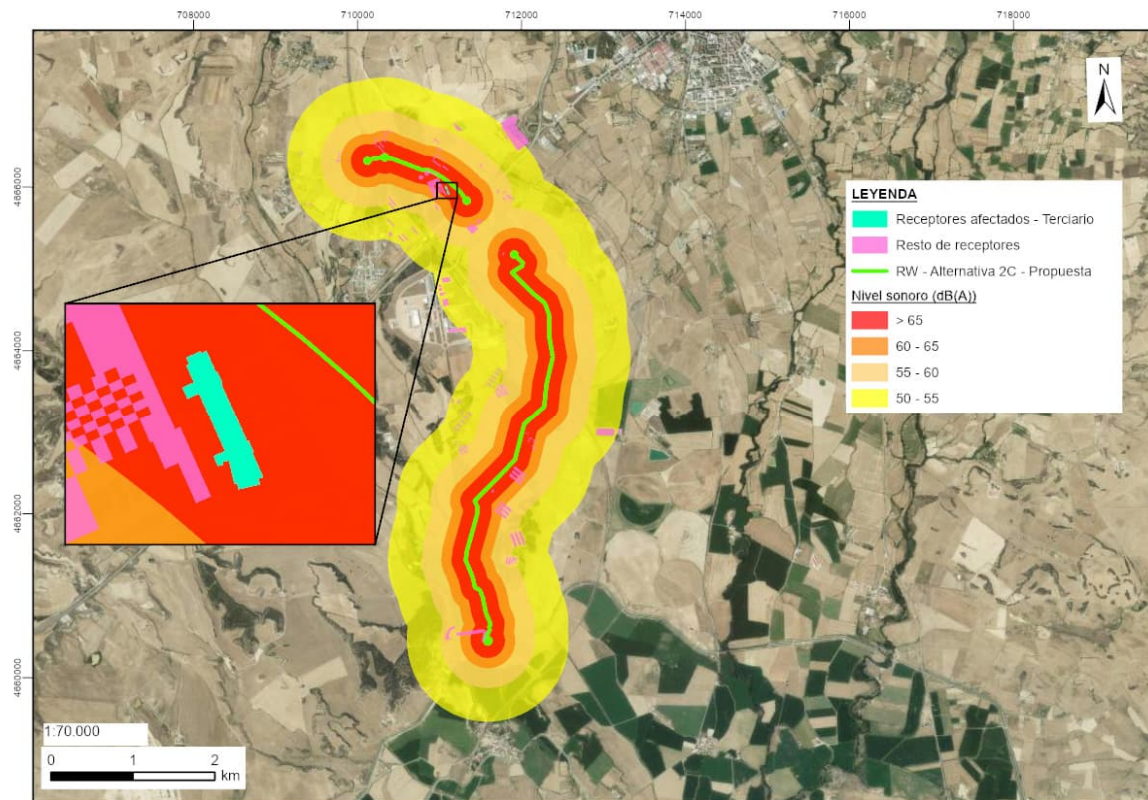 708000 710000 712000 714000 716000 718000
4666000
4664000
4662000
4660000
N
LEYENDA
Receptores afectados - Terciario
Resto de receptores
RW - Alternativa 2C - Propuesta
Nivel sonoro (dB(A))
> 65
60 - 65
55 - 60
50 - 55
1:70.000
0 1 2
km